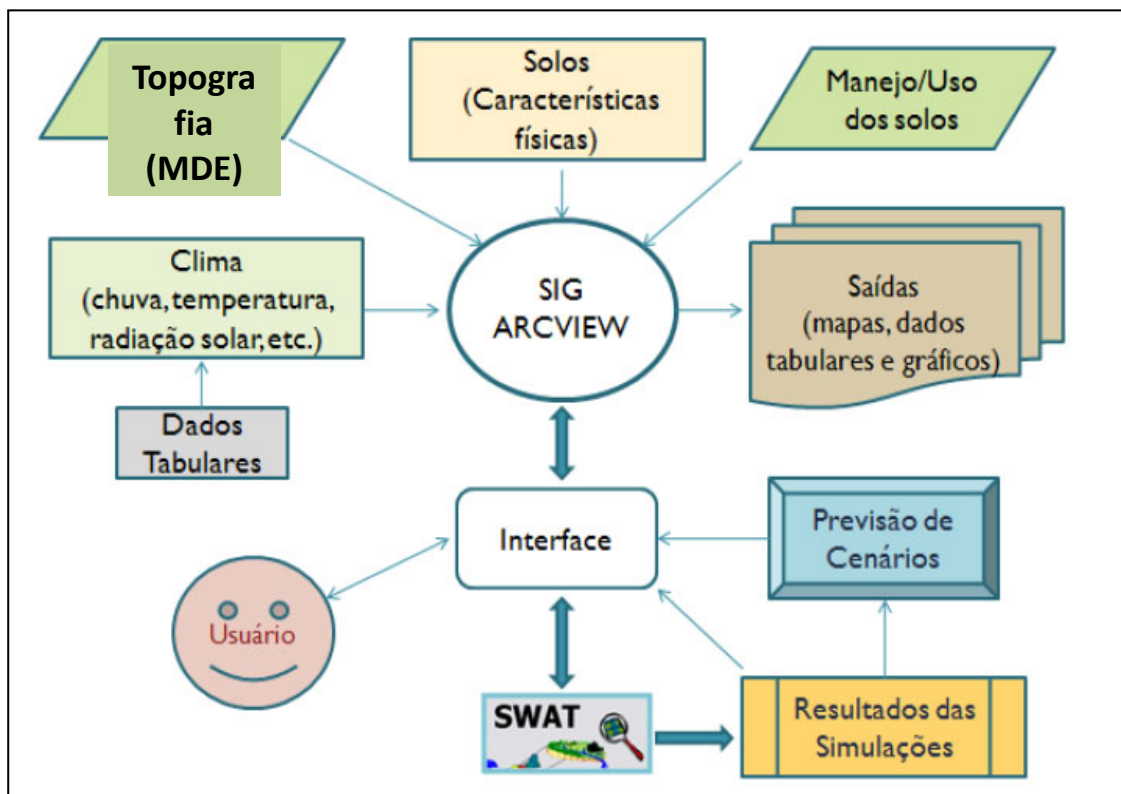 Topogra
fia
(MDE)
Solos
(Características
físicas)
Manejo/Uso
dos solos
Clima
(chuva, temperatura,
radiação solar, etc.)
SIG
ARCVIEW
Saídas
(mapas, dados
tabulares e gráficos)
Dados
Tabulares
Interface
Previsão de
Cenários
Usuário
SWAT
Resultados das
Simulações